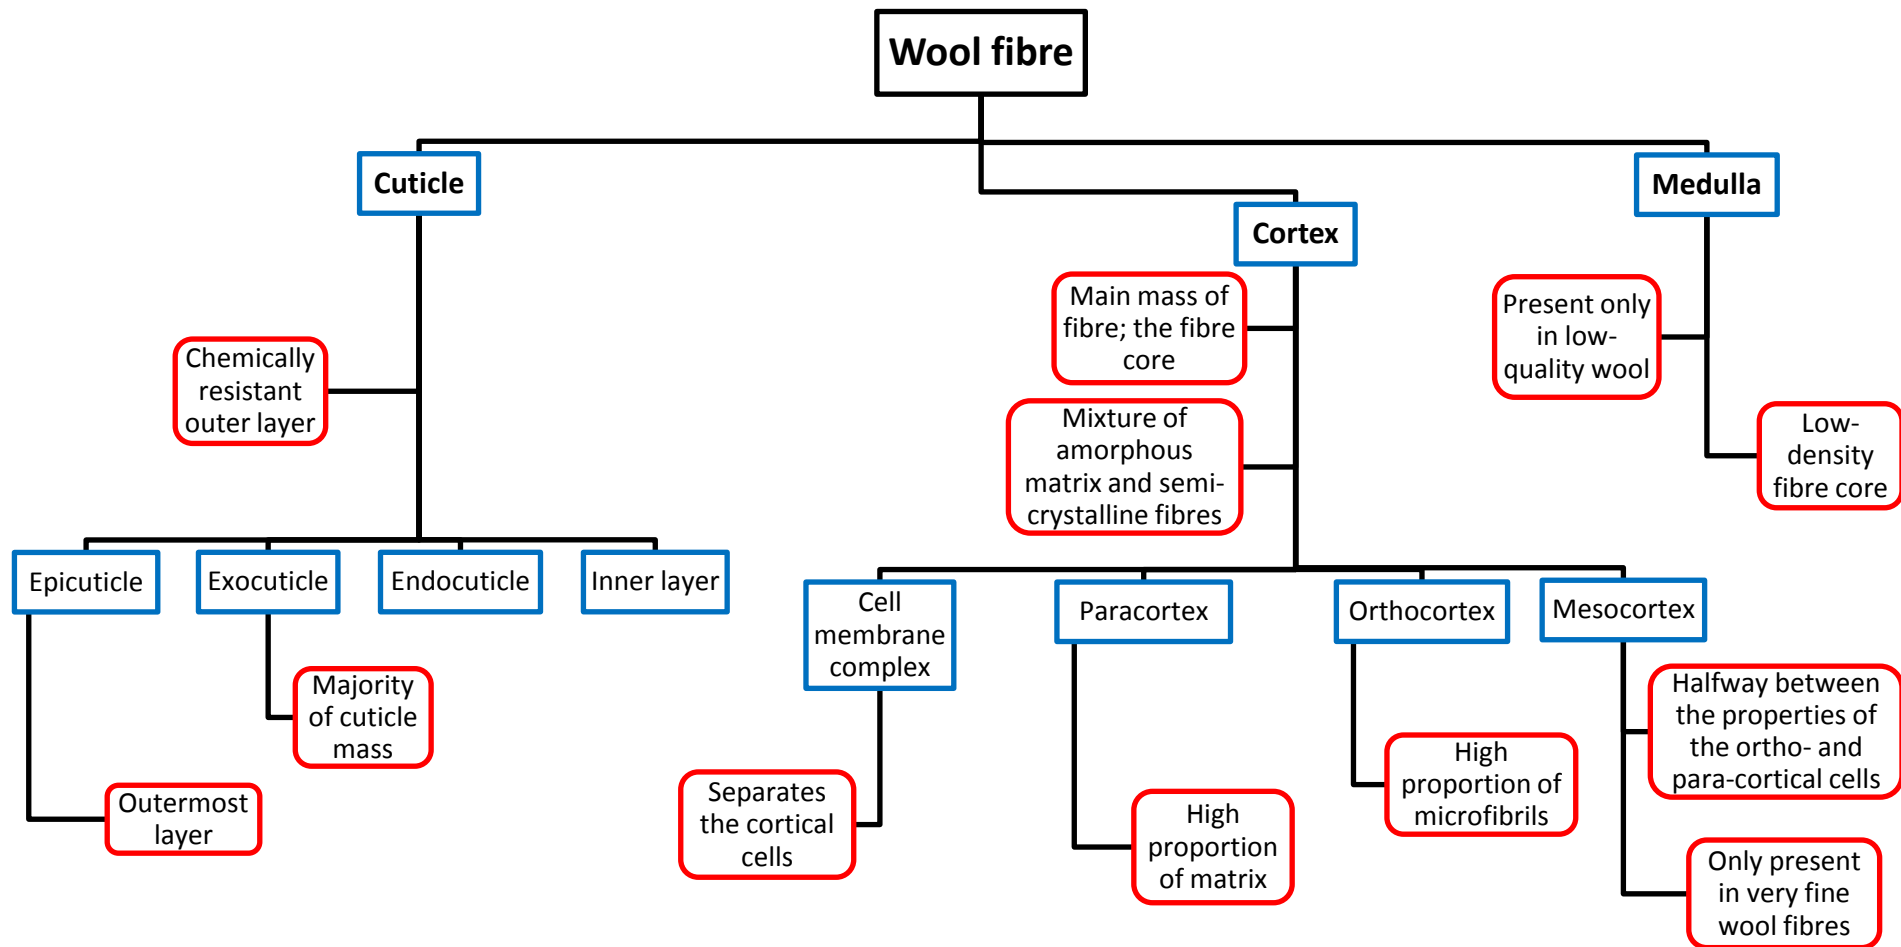 Wool fibre
Cuticle
Cortex
Medulla
Chemically
resistant
outer layer
Main mass of
fibre; the fibre
core
Mixture of
amorphous
matrix and semi-
crystalline fibres
Present only
in low-
quality wool
Low-
density
fibre core
Epicuticle
Exocuticle
Endocuticle
Inner layer
Cell
membrane
complex
Paracortex
Orthocortex
Mesocortex
Outermost
layer
Majority
of cuticle
mass
Separates
the cortical
cells
High
proportion
of matrix
High
proportion of
microfibrils
Halfway between
the properties of
the ortho- and
para-cortical cells
Only present
in very fine
wool fibres